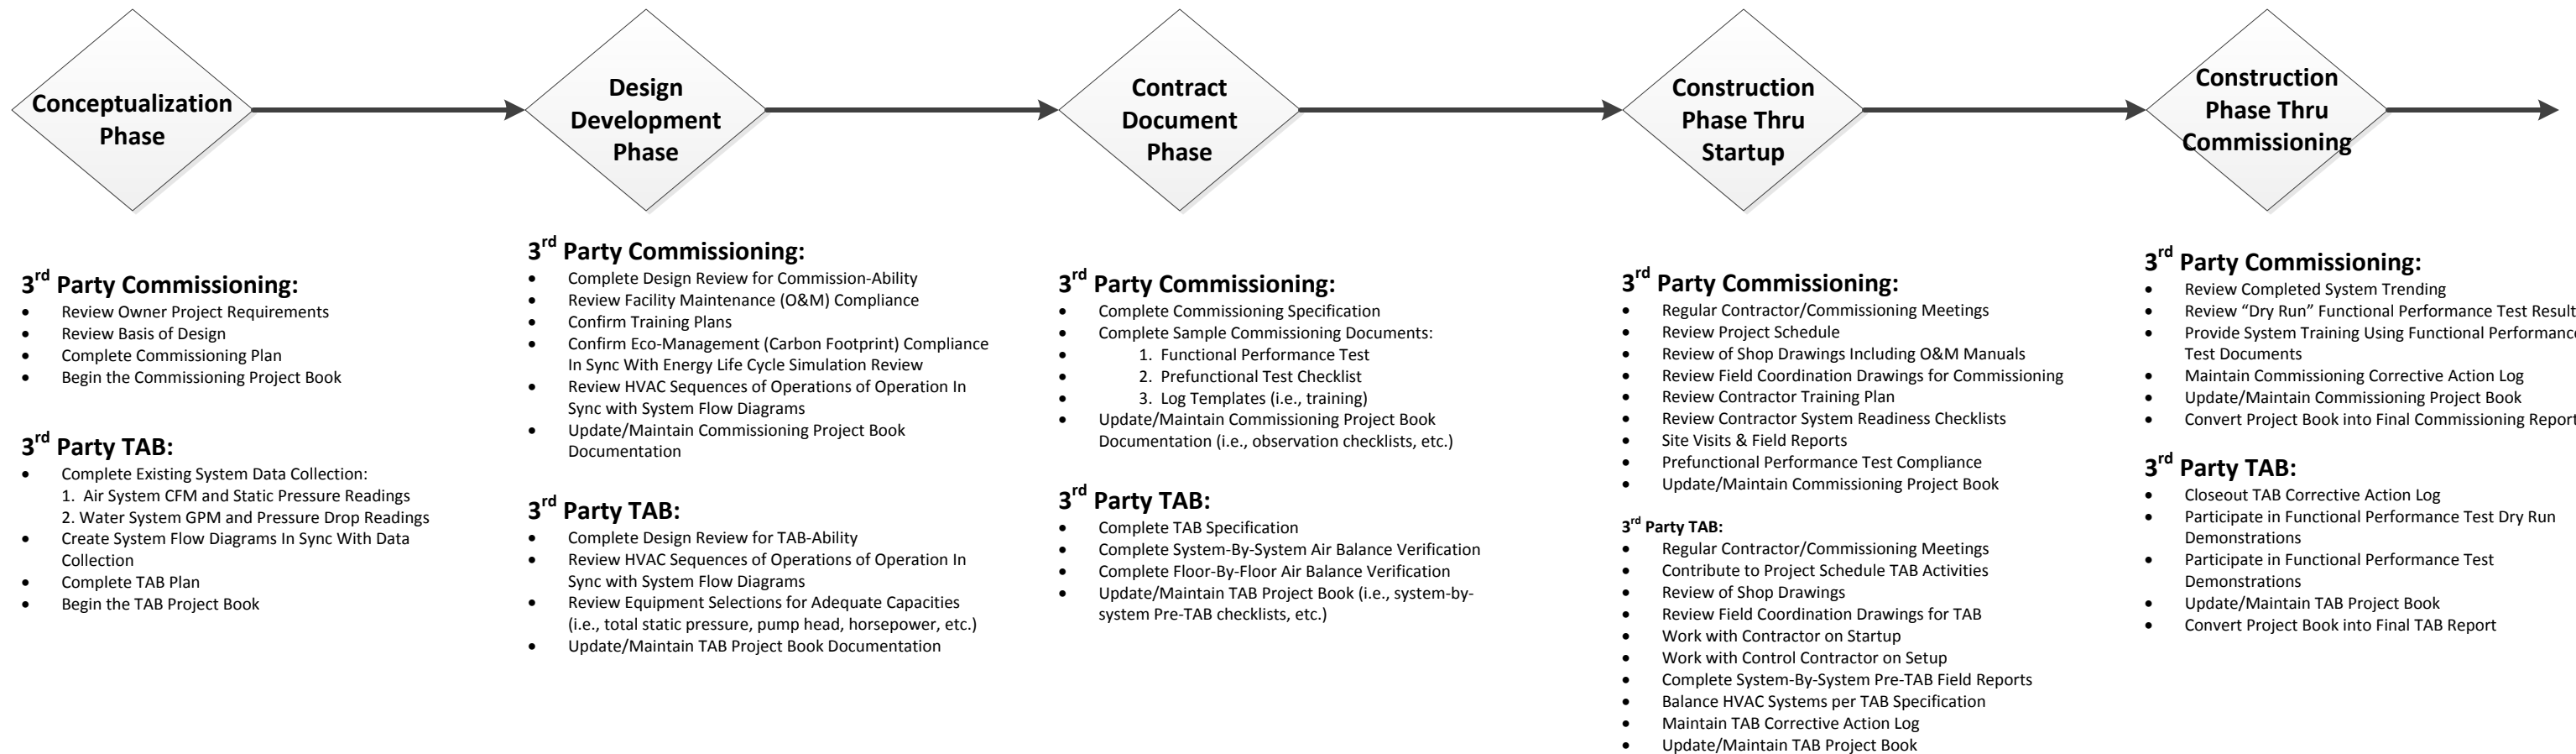 Conceptualization
Phase
Design
Development
Phase
Contract
Document
Phase
Construction
Phase Thru
Startup
Construction
Phase Thru
Commissioning
3rd Party Commissioning:
• Review Owner Project Requirements
• Review Basis of Design
• Complete Commissioning Plan
• Begin the Commissioning Project Book
3rd Party TAB:
• Complete Existing System Data Collection:
1. Air System CFM and Static Pressure Readings
2. Water System GPM and Pressure Drop Readings
• Create System Flow Diagrams In Sync With Data
Collection
• Complete TAB Plan
• Begin the TAB Project Book
3rd Party Commissioning:
• Complete Design Review for Commission-Ability
• Review Facility Maintenance (O&M) Compliance
• Confirm Training Plans
• Confirm Eco-Management (Carbon Footprint) Compliance
In Sync With Energy Life Cycle Simulation Review
• Review HVAC Sequences of Operations of Operation In
Sync with System Flow Diagrams
• Update/Maintain Commissioning Project Book
Documentation
3rd Party TAB:
• Complete Design Review for TAB-Ability
• Review HVAC Sequences of Operations of Operation In
Sync with System Flow Diagrams
• Review Equipment Selections for Adequate Capacities
(i.e., total static pressure, pump head, horsepower, etc.)
• Update/Maintain TAB Project Book Documentation
3rd Party Commissioning:
• Complete Commissioning Specification
• Complete Sample Commissioning Documents:
• 1. Functional Performance Test
• 2. Prefunctional Test Checklist
• 3. Log Templates (i.e., training)
• Update/Maintain Commissioning Project Book
Documentation (i.e., observation checklists, etc.)
3rd Party TAB:
• Complete TAB Specification
• Complete System-By-System Air Balance Verification
• Complete Floor-By-Floor Air Balance Verification
• Update/Maintain TAB Project Book (i.e., system-by-
system Pre-TAB checklists, etc.)
3rd Party Commissioning:
• Regular Contractor/Commissioning Meetings
• Review Project Schedule
• Review of Shop Drawings Including O&M Manuals
• Review Field Coordination Drawings for Commissioning
• Review Contractor Training Plan
• Review Contractor System Readiness Checklists
• Site Visits & Field Reports
• Prefunctional Performance Test Compliance
• Update/Maintain Commissioning Project Book
3rd Party TAB:
• Regular Contractor/Commissioning Meetings
• Contribute to Project Schedule TAB Activities
• Review of Shop Drawings
• Review Field Coordination Drawings for TAB
• Work with Contractor on Startup
• Work with Control Contractor on Setup
• Complete System-By-System Pre-TAB Field Reports
• Balance HVAC Systems per TAB Specification
• Maintain TAB Corrective Action Log
• Update/Maintain TAB Project Book
3rd Party Commissioning:
• Review Completed System Trending
• Review “Dry Run” Functional Performance Test Result
• Provide System Training Using Functional Performance
Test Documents
• Maintain Commissioning Corrective Action Log
• Update/Maintain Commissioning Project Book
• Convert Project Book into Final Commissioning Report
3rd Party TAB:
• Closeout TAB Corrective Action Log
• Participate in Functional Performance Test Dry Run
Demonstrations
• Participate in Functional Performance Test
Demonstrations
• Update/Maintain TAB Project Book
• Convert Project Book into Final TAB Report